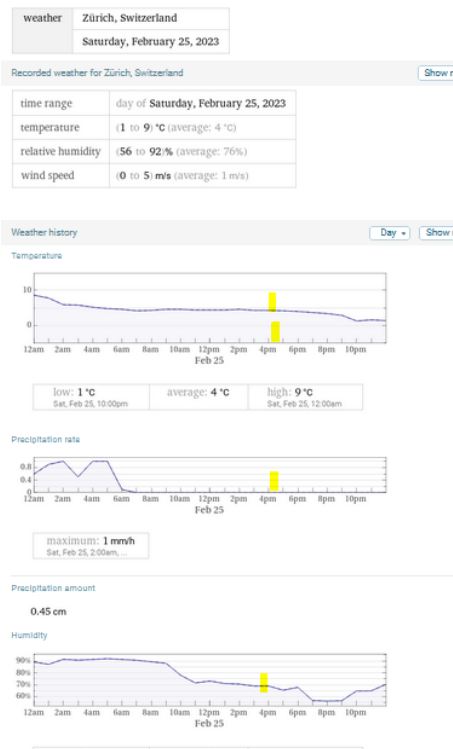 weather Zürich, Switzerland
Saturday, February 25, 2023
Recorded weather for Zürich, Switzerland Show
time range day of Saturday, February 25, 2023
temperature (1 to 9) °C (average: 4 °C)
relative humidity (56 to 92)% (average: 76%)
wind speed (0 to 5) m/s (average: 1 m/s)
Weather history Day Show
Temperature
10
0
12am 2am 4am 6am 8am 10am 12pm 2pm 4pm 6pm 8pm 10pm
Feb 25
low: 1 °C average: 4 °C high: 9 °C
Sat, Feb 25, 10:00pm Sat, Feb 25, 12:00am
Precipitation rate
0.8
0.4
0
12am 2am 4am 6am 8am 10am 12pm 2pm 4pm 6pm 8pm 10pm
Feb 25
maximum: 1 mm/h
Sat, Feb 25, 2:00am, ...
Precipitation amount
0.45 cm
Humidity
90%
80%
70%
60%
12am 2am 4am 6am 8am 10am 12pm 2pm 4pm 6pm 8pm 10pm
Feb 25